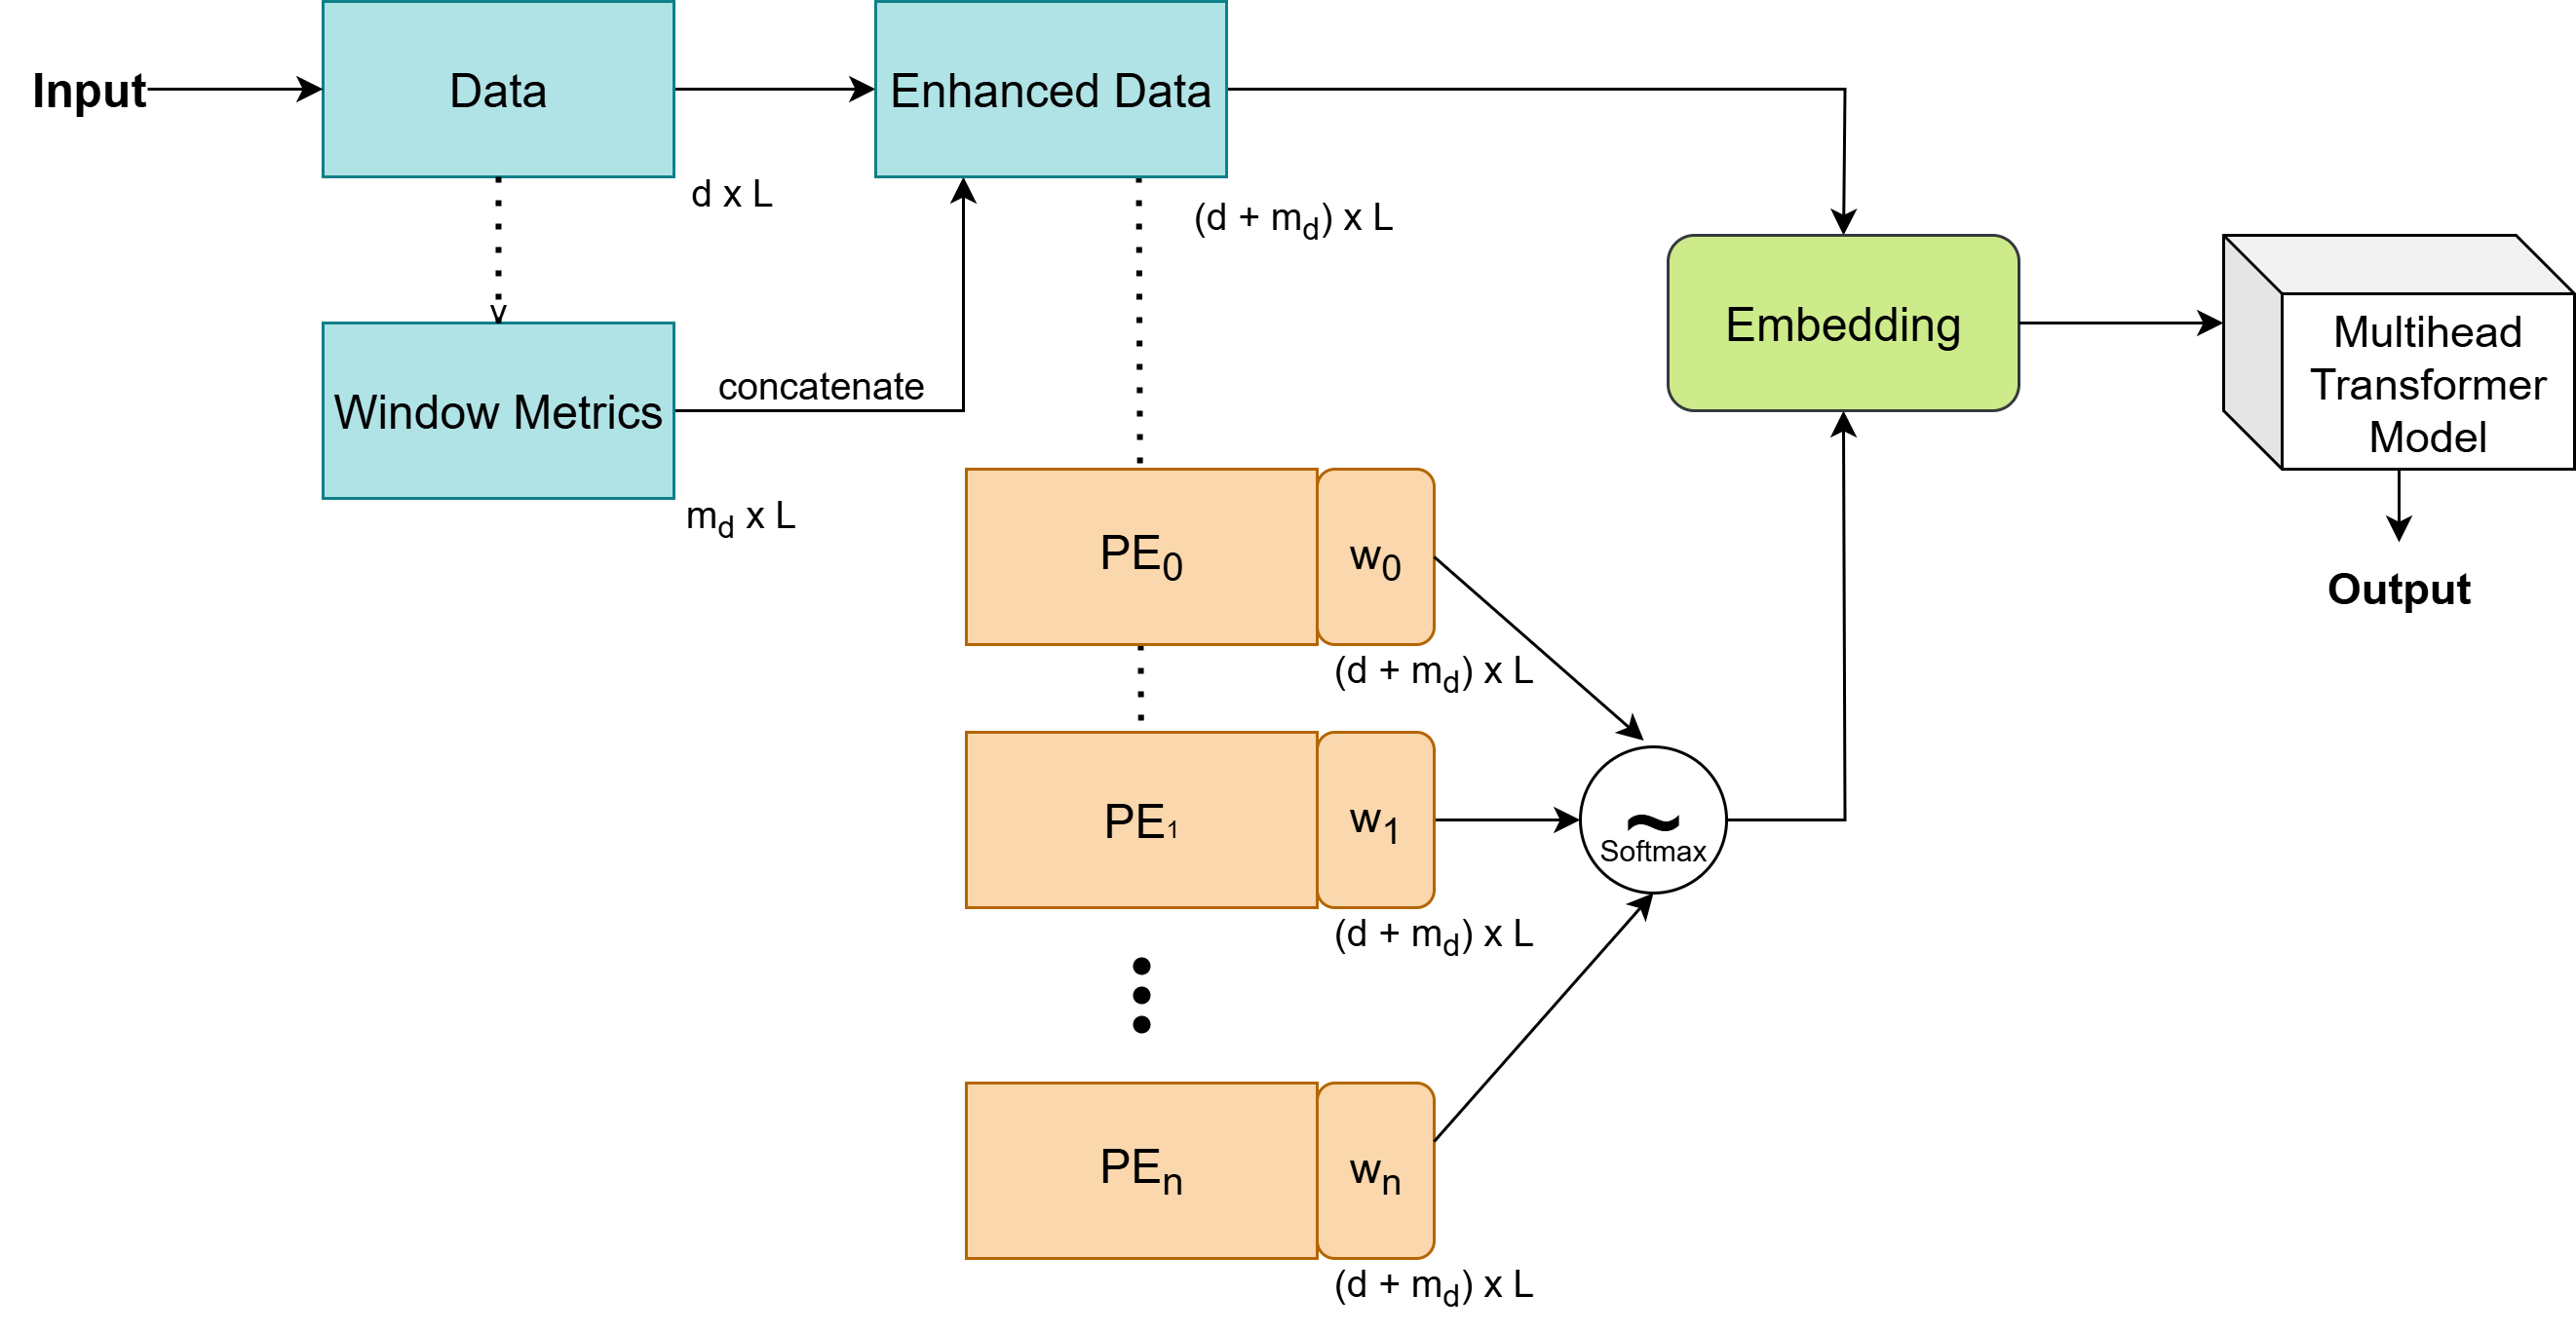 Input
Data
Enhanced Data
d x L
(d + m_d) x L
Window Metrics
concatenate
m_d x L
Embedding
Multihead
Transformer
Model
Output
PE_0
w_0
(d + m_d) x L
PE_1
w_1
~
Softmax
(d + m_d) x L
PE_n
w_n
(d + m_d) x L